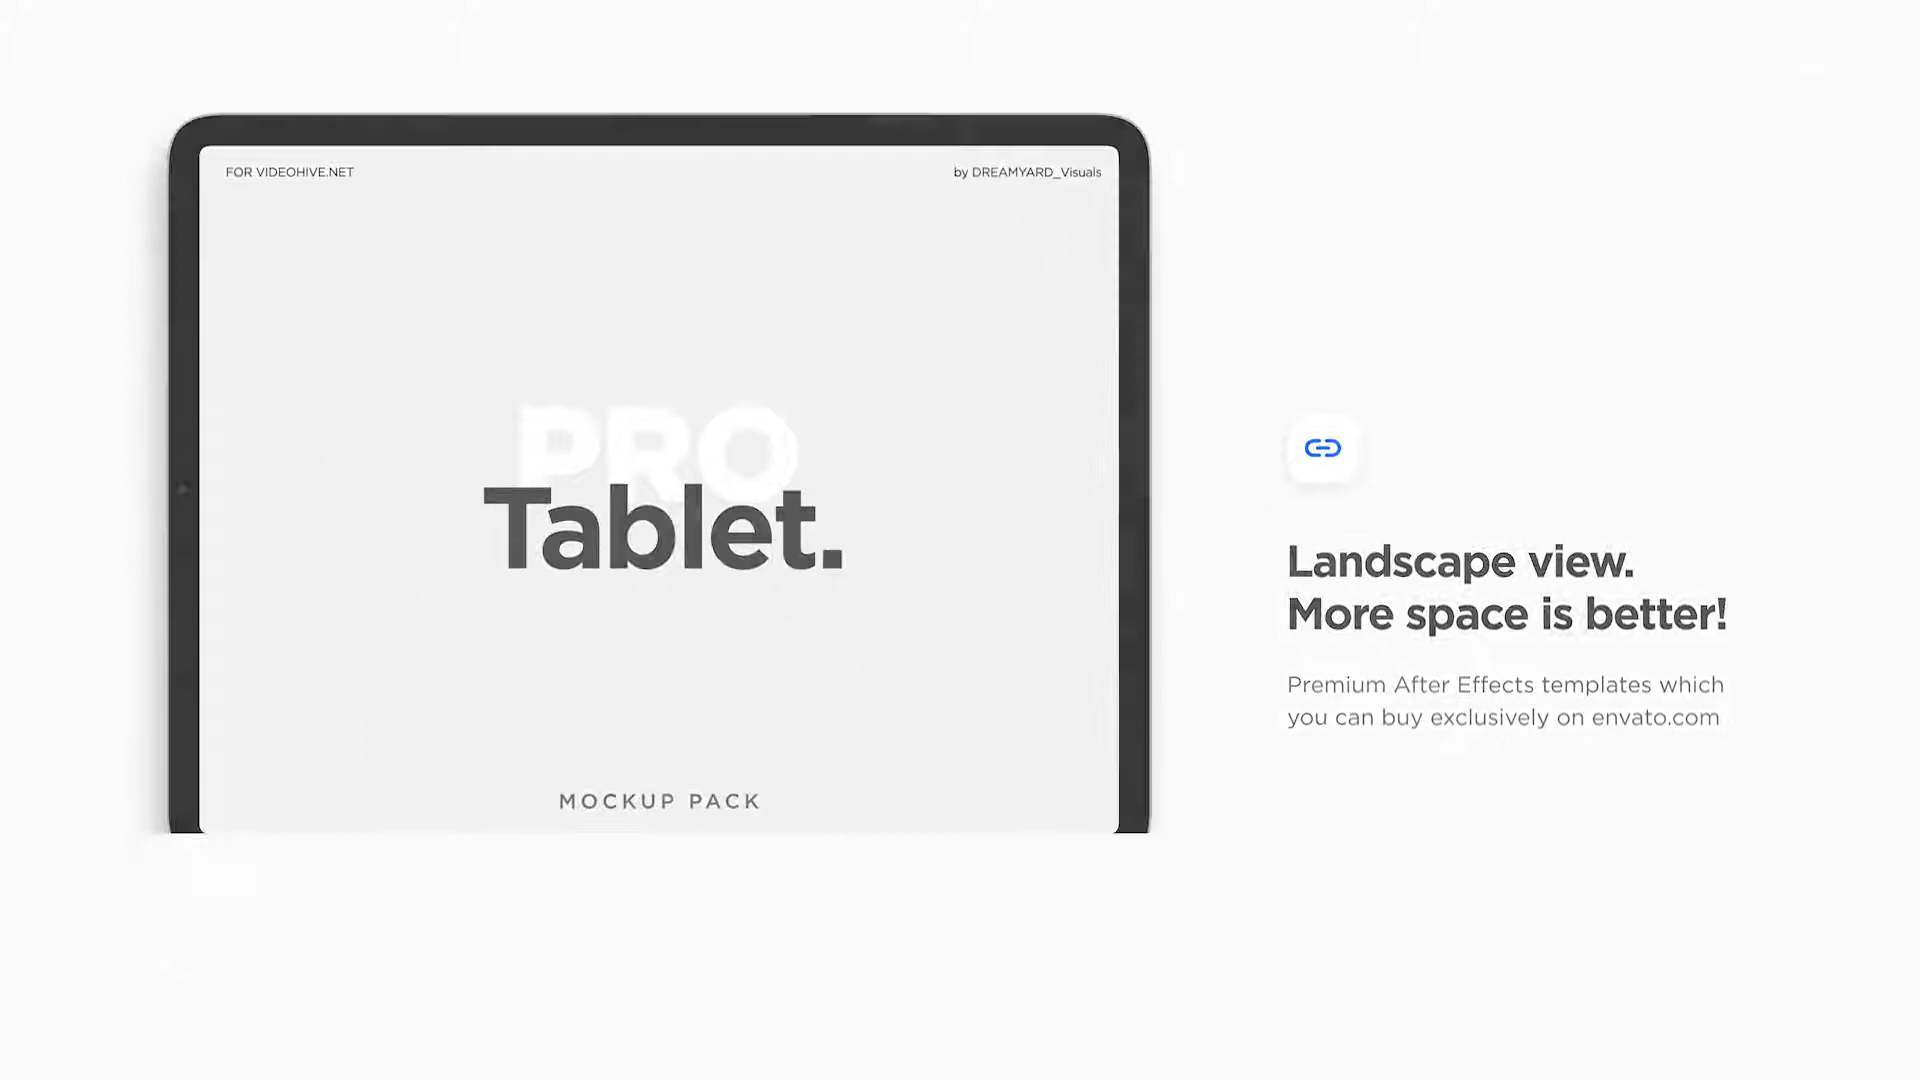 FOR VIDEOHIVE.NET
by DREAMYARD_Visuals
PRO
Tablet.
MOCKUP PACK
Landscape view.
More space is better!
Premium After Effects templates which
you can buy exclusively on envato.com